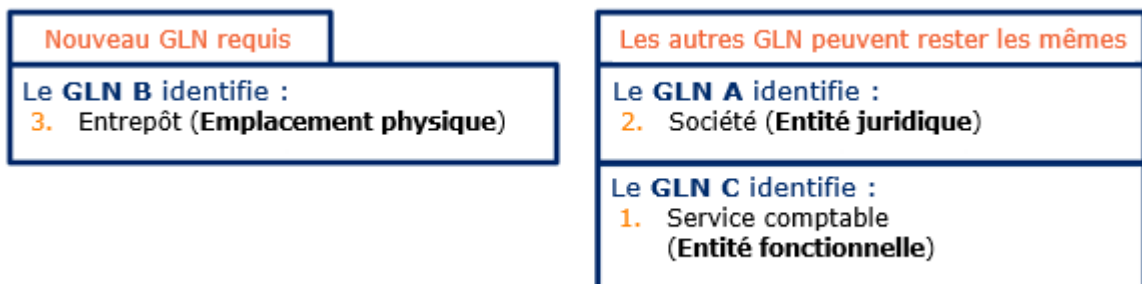 Nouveau GLN requis
Le GLN B identifie :
3. Entrepôt (Emplacement physique)
Les autres GLN peuvent rester les mêmes
Le GLN A identifie :
2. Société (Entité juridique)
Le GLN C identifie :
1. Service comptable
(Entité fonctionnelle)